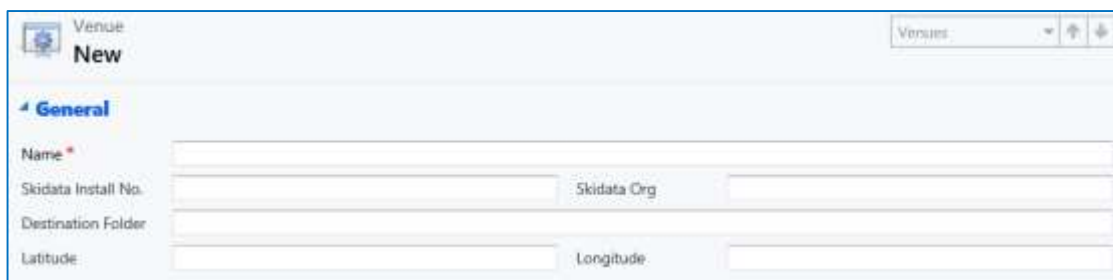 Venue
Venues
New
General
Name *
Skidata Install No. Skidata Org
Destination Folder
Latitude Longitude